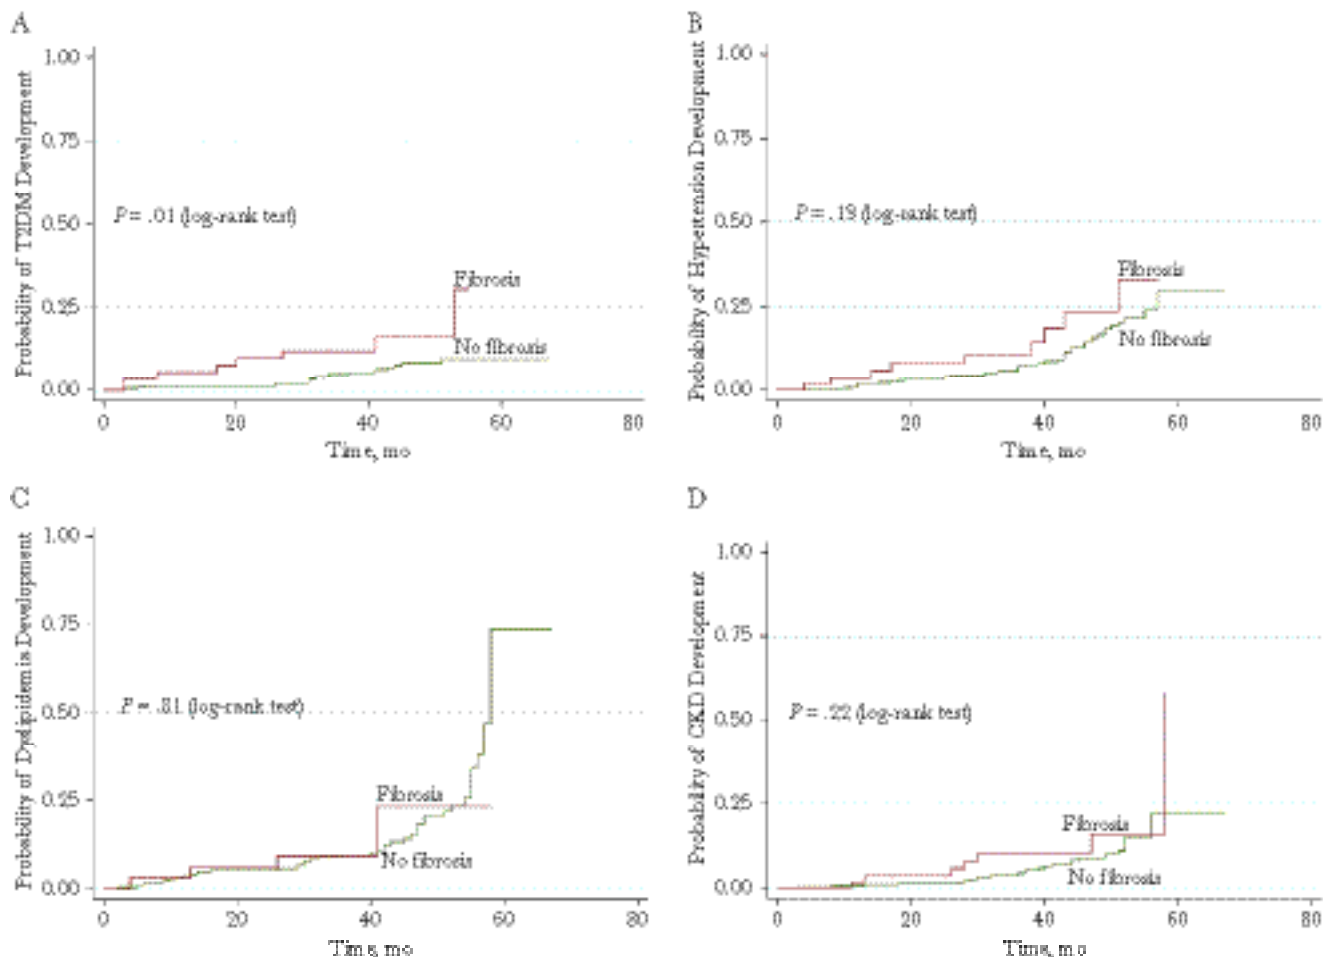 A
Probability of T2DM Development
1.00
0.75
0.50
0.25
0.00
P = .01 (log-rank test)
Fibrosis
No fibrosis
0 20 40 60 80
Time, mo
B
Probability of Hypertension Development
1.00
0.75
0.50
0.25
0.00
P = .19 (log-rank test)
Fibrosis
No fibrosis
0 20 40 60 80
Time, mo
C
Probability of Dyslipidemia Development
1.00
0.75
0.50
0.25
0.00
P = .81 (log-rank test)
Fibrosis
No fibrosis
0 20 40 60 80
Time, mo
D
Probability of CKD Development
1.00
0.75
0.50
0.25
0.00
P = .22 (log-rank test)
Fibrosis
No fibrosis
0 20 40 60 80
Time, mo